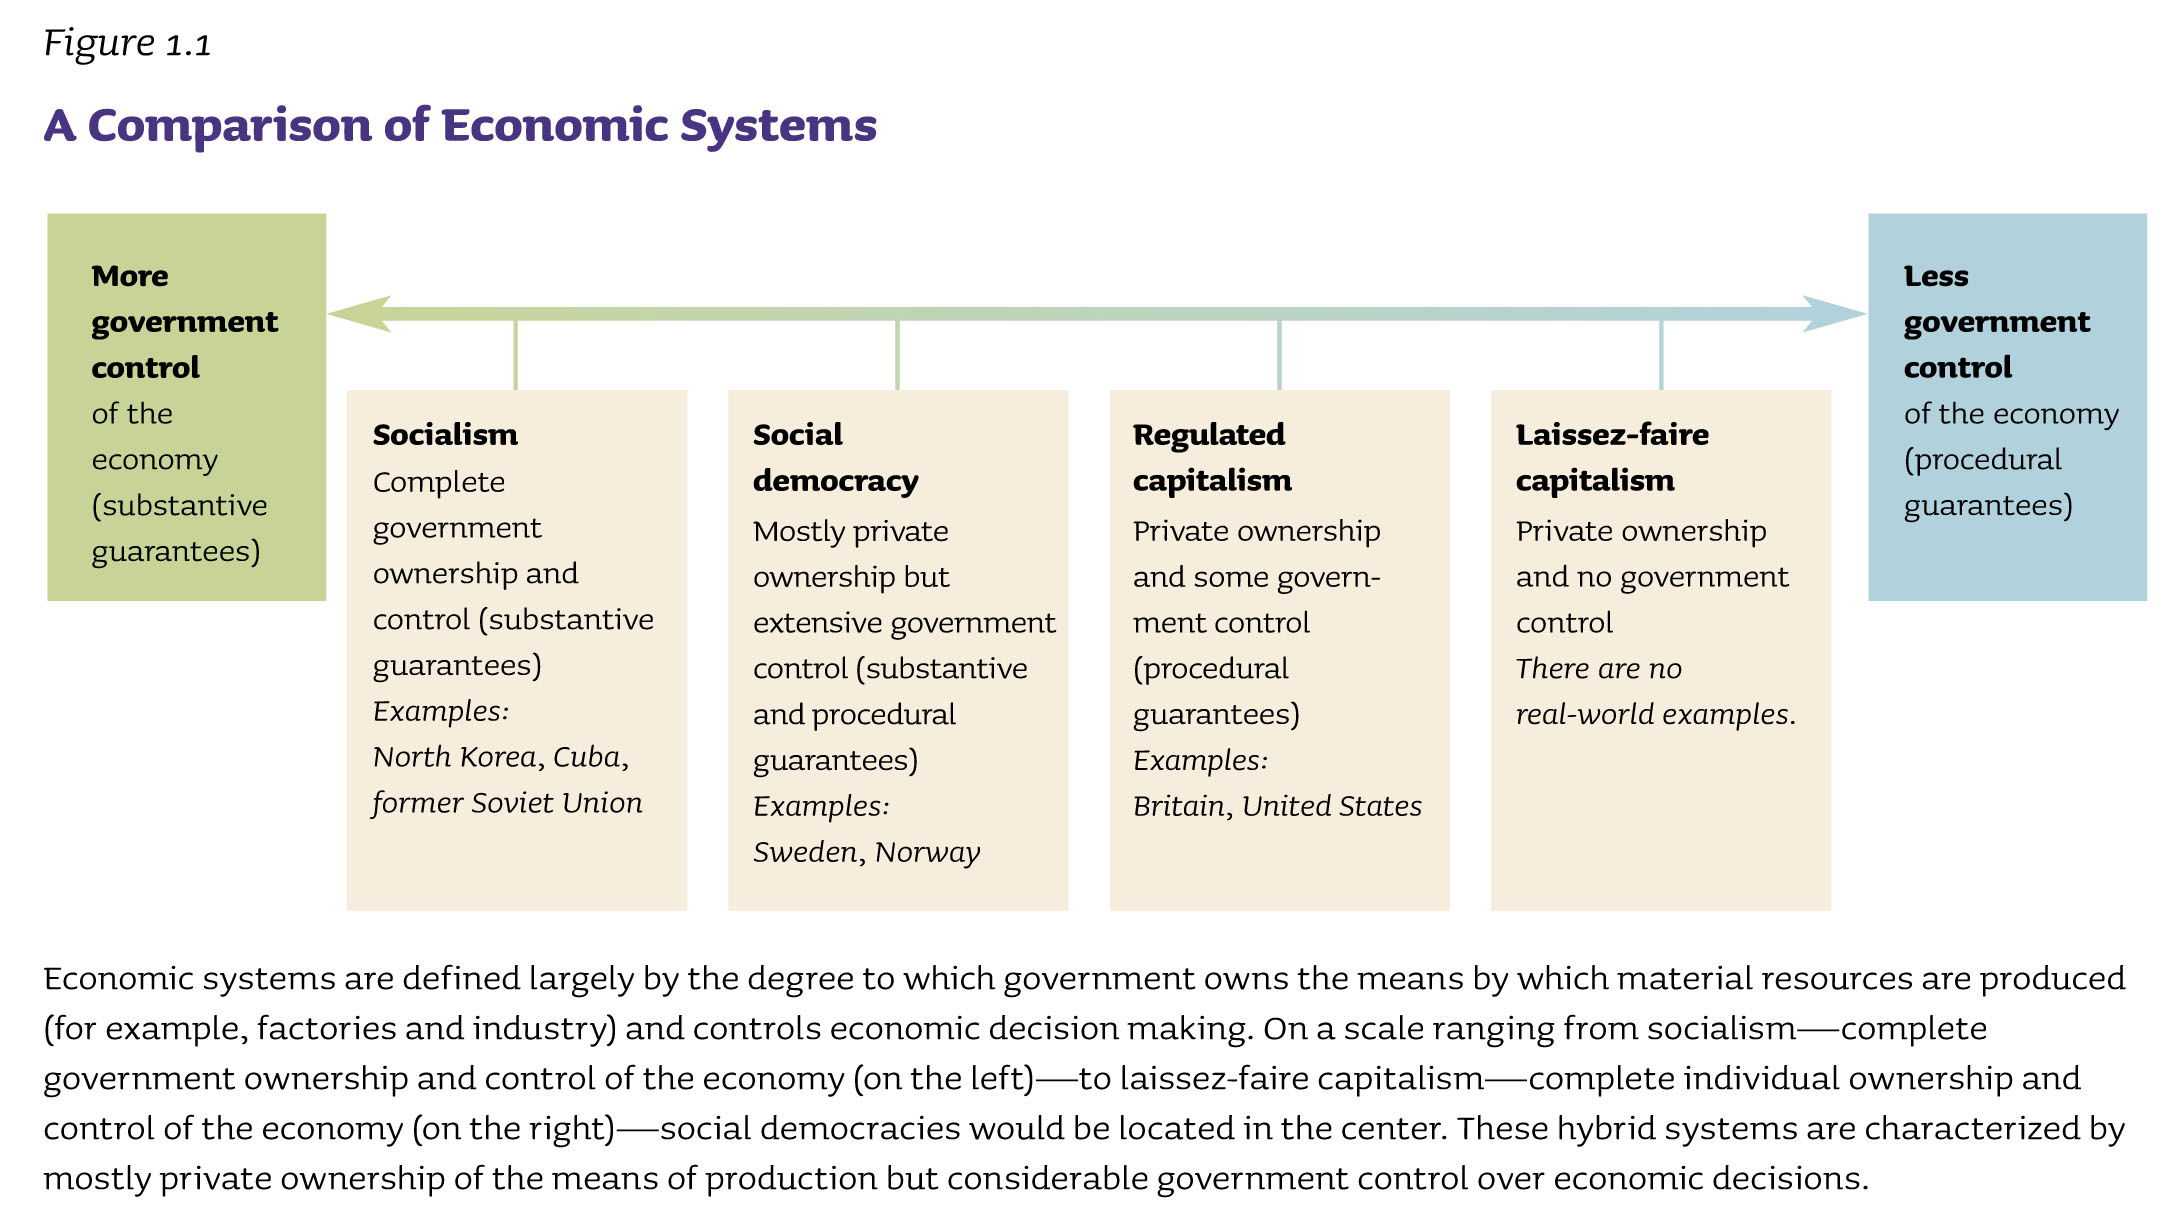 Figure 1.1
A Comparison of Economic Systems
More
government
control
of the
economy
(substantive
guarantees)
Socialism
Complete
government
ownership and
control (substantive
guarantees)
Examples:
North Korea, Cuba,
former Soviet Union
Social
democracy
Mostly private
ownership but
extensive government
control (substantive
and procedural
guarantees)
Examples:
Sweden, Norway
Regulated
capitalism
Private ownership
and some govern-
ment control
(procedural
guarantees)
Examples:
Britain, United States
Laissez-faire
capitalism
Private ownership
and no government
control
There are no
real-world examples.
Less
government
control
of the economy
(procedural
guarantees)
Economic systems are defined largely by the degree to which government owns the means by which material resources are produced
(for example, factories and industry) and controls economic decision making. On a scale ranging from socialism—complete
government ownership and control of the economy (on the left)—to laissez-faire capitalism—complete individual ownership and
control of the economy (on the right)—social democracies would be located in the center. These hybrid systems are characterized by
mostly private ownership of the means of production but considerable government control over economic decisions.